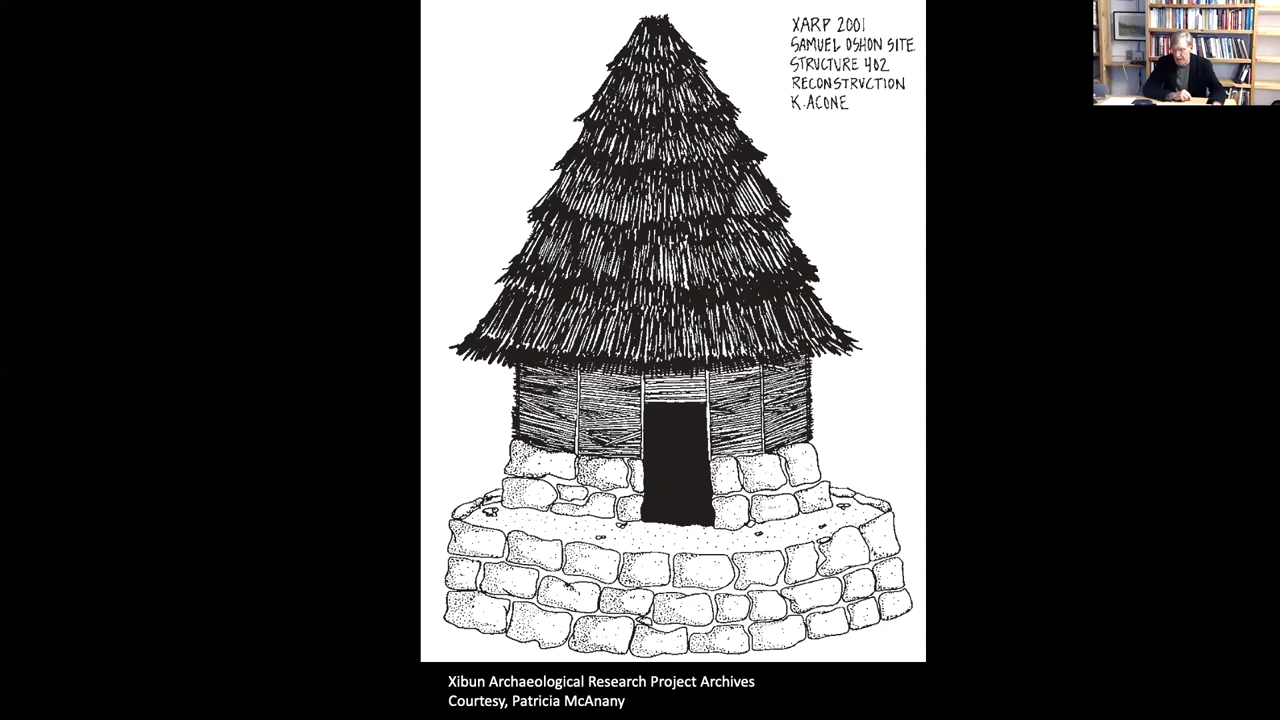 XARP 2001
SAMUEL OSHON SITE
STRUCTURE 402
RECONSTRUCTION
K. ACONE
Xibun Archaeological Research Project Archives
Courtesy, Patricia McAnany